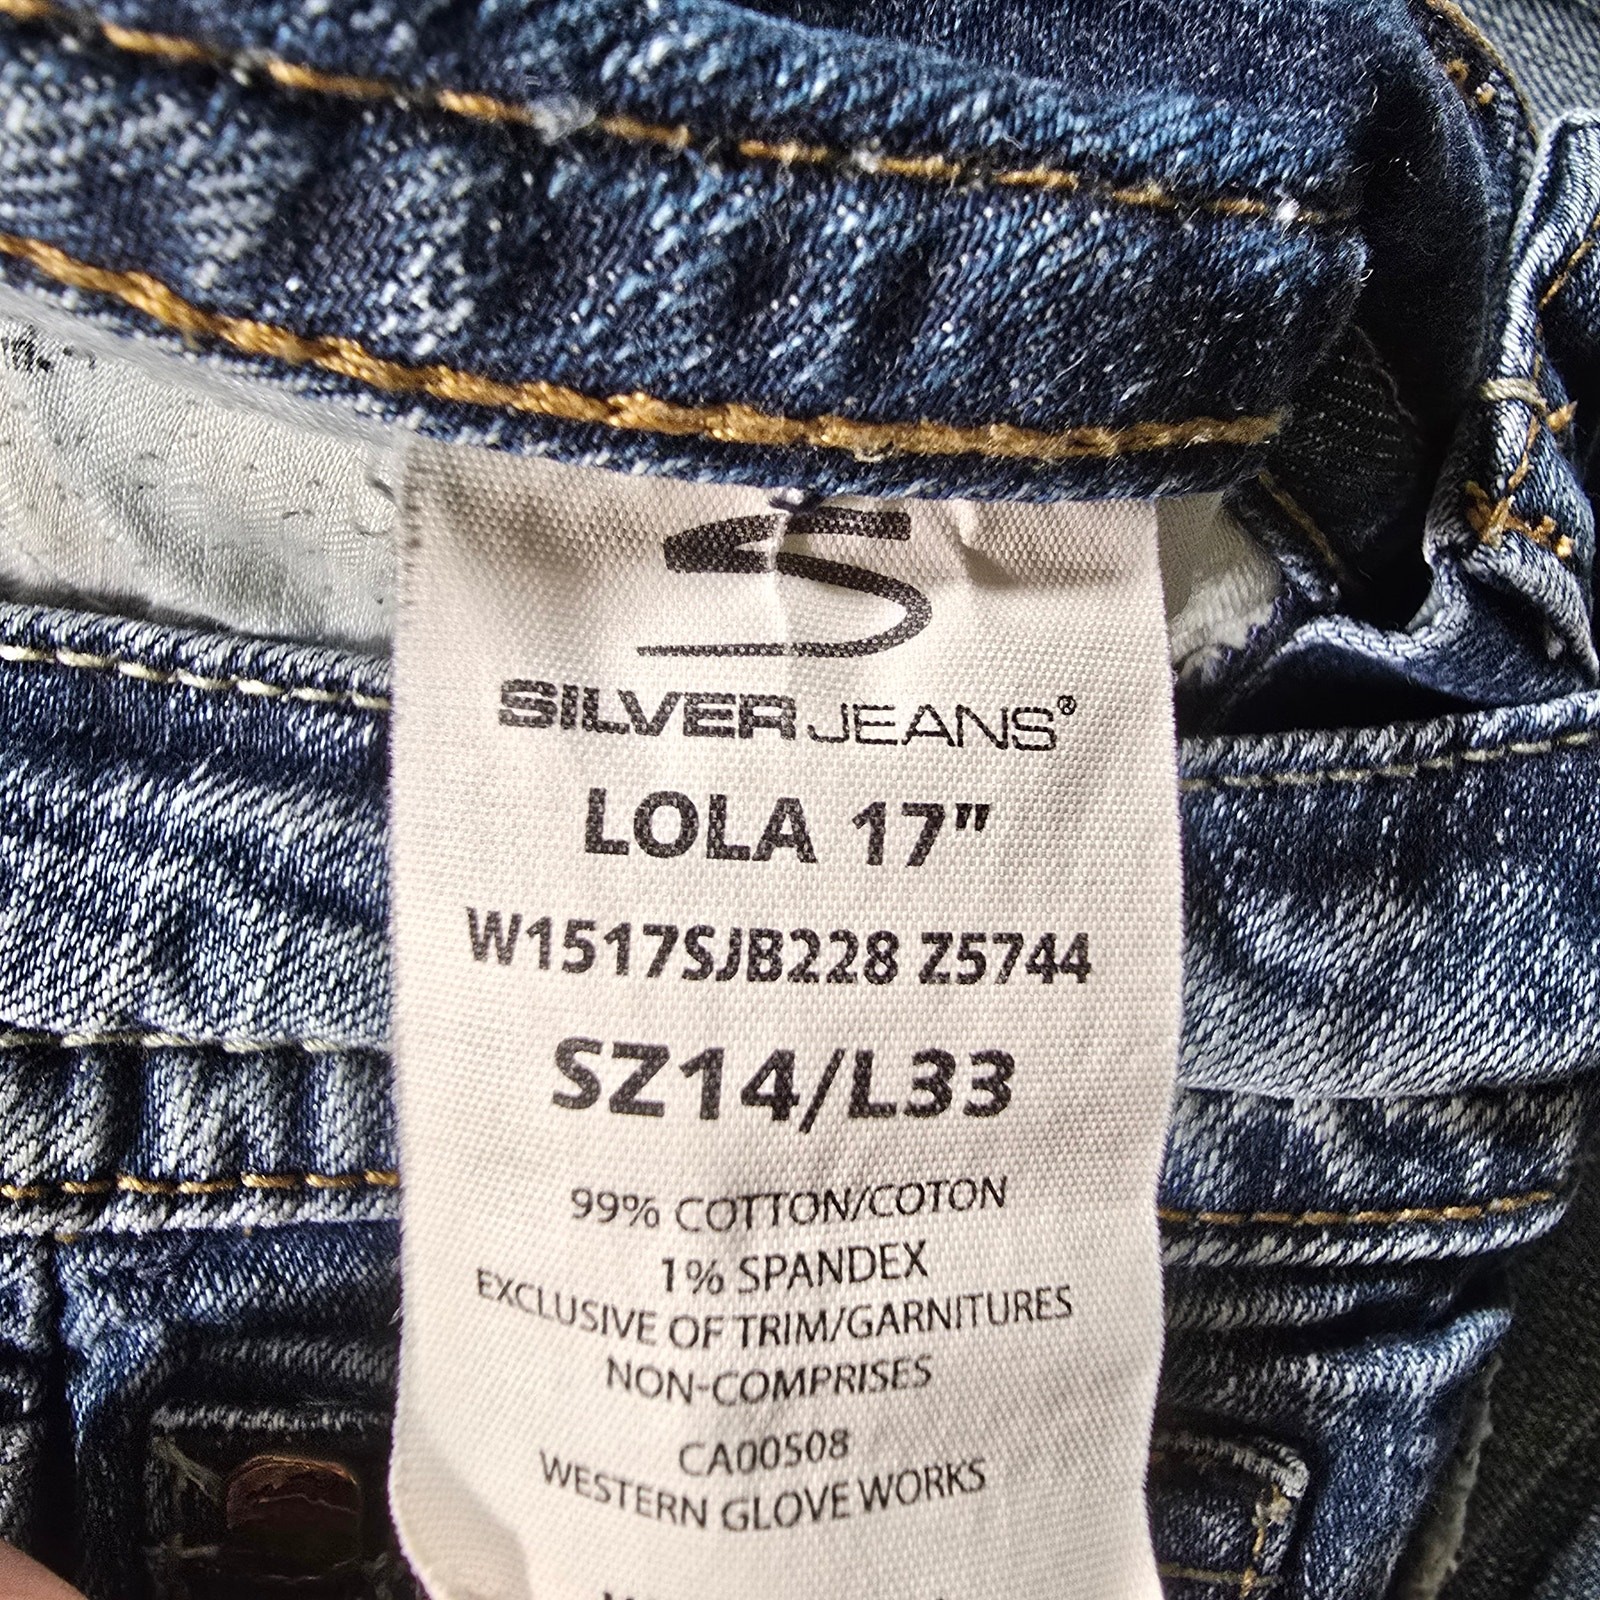 S
SILVER JEANS®
LOLA 17"
W1517SJB228 Z5744
SZ14/L33
99% COTTON/COTON
1% SPANDEX
EXCLUSIVE OF TRIM/GARNITURES
NON-COMPRISES
CA00508
WESTERN GLOVE WORKS